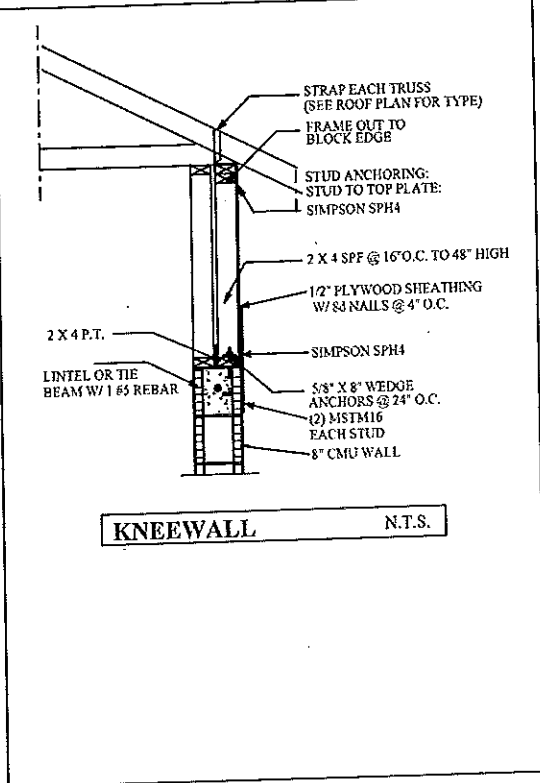 STRAP EACH TRUSS
(SEE ROOF PLAN FOR TYPE)
FRAME OUT TO
BLOCK EDGE
STUD ANCHORING:
STUD TO TOP PLATE:
SIMPSON SPH4
2 X 4 SPF @ 16"O.C. TO 48" HIGH
1/2" PLYWOOD SHEATHING
W/ 8d NAILS @ 4" O.C.
2 X 4 P.T.
SIMPSON SPH4
LINTEL OR TIE
BEAM W/ 1 #5 REBAR
5/8" X 8" WEDGE
ANCHORS @ 24" O.C.
(2) MSTM16
EACH STUD
8" CMU WALL
KNEEWALL N.T.S.